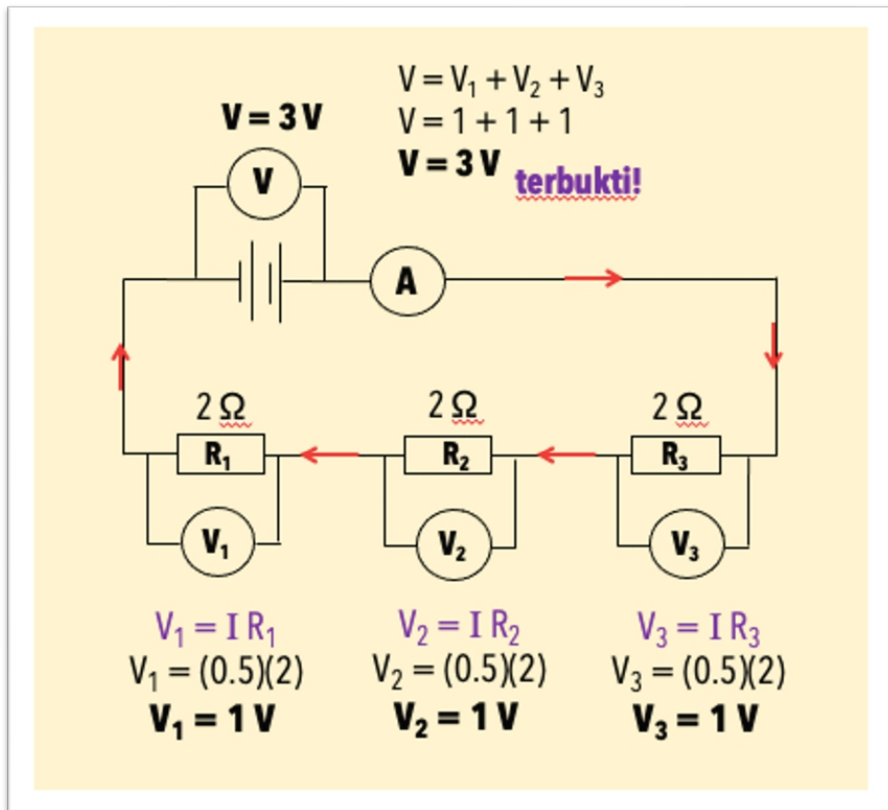 V = 3 V
V = V₁ + V₂ + V₃
V = 1 + 1 + 1
V = 3 V
terbukti!
V
A
2 Ω
2 Ω
2 Ω
R₁
R₂
R₃
V₁
V₂
V₃
V₁ = I R₁
V₁ = (0.5)(2)
V₁ = 1 V
V₂ = I R₂
V₂ = (0.5)(2)
V₂ = 1 V
V₃ = I R₃
V₃ = (0.5)(2)
V₃ = 1 V